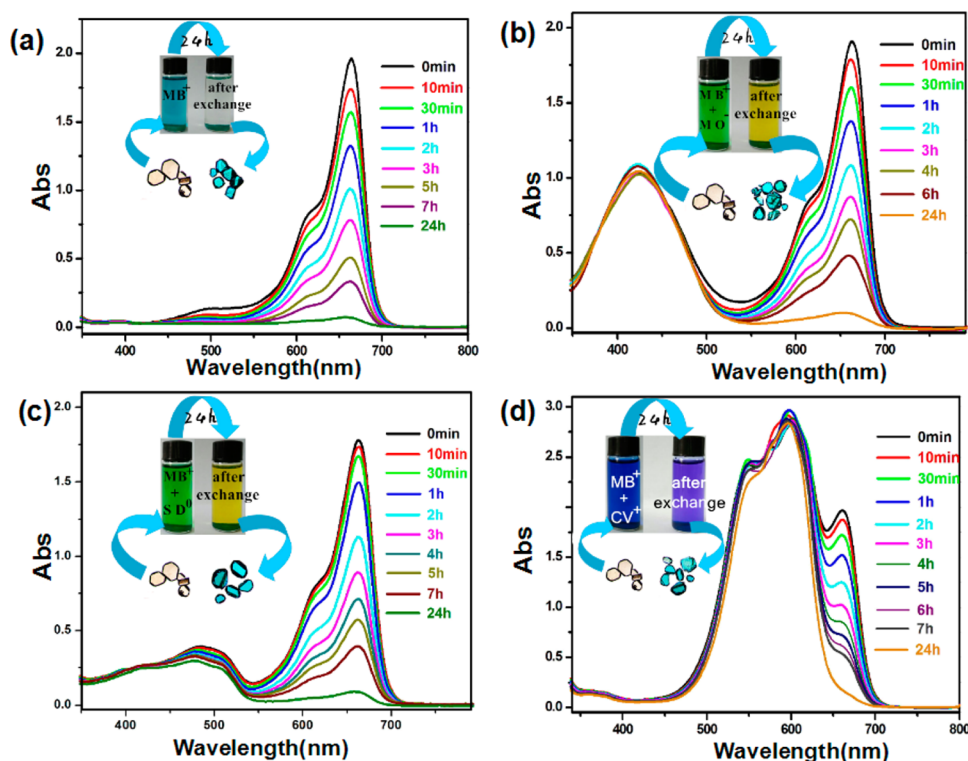 (a)
Abs
2.0
1.5
1.0
0.5
0.0
400
500
600
700
800
Wavelength(nm)
24h
MB+
after
exchange
0min
10min
30min
1h
2h
3h
5h
7h
24h
(b)
Abs
2.0
1.5
1.0
0.5
0.0
400
500
600
700
Wavelength(nm)
24h
MB+
+
MO-
after
exchange
0min
10min
30min
1h
2h
3h
4h
6h
24h
(c)
Abs
2.0
1.5
1.0
0.5
0.0
400
500
600
700
Wavelength(nm)
24h
MB+
+
SD0
after
exchange
0min
10min
30min
1h
2h
3h
4h
5h
7h
24h
(d)
Abs
3.0
2.5
2.0
1.5
1.0
0.5
0.0
400
500
600
700
800
Wavelength(nm)
24h
MB+
+
CV+
after
exchange
0min
10min
30min
1h
2h
3h
4h
5h
6h
7h
24h